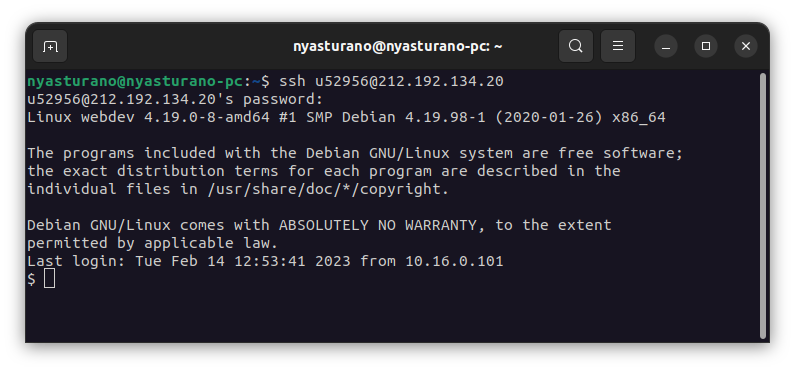 nyasturano@nyasturano-pc: ~
nyasturano@nyasturano-pc:~$ ssh u52956@212.192.134.20
u52956@212.192.134.20's password:
Linux webdev 4.19.0-8-amd64 #1 SMP Debian 4.19.98-1 (2020-01-26) x86_64

The programs included with the Debian GNU/Linux system are free software;
the exact distribution terms for each program are described in the
individual files in /usr/share/doc/*/copyright.

Debian GNU/Linux comes with ABSOLUTELY NO WARRANTY, to the extent
permitted by applicable law.
Last login: Tue Feb 14 12:53:41 2023 from 10.16.0.101
$